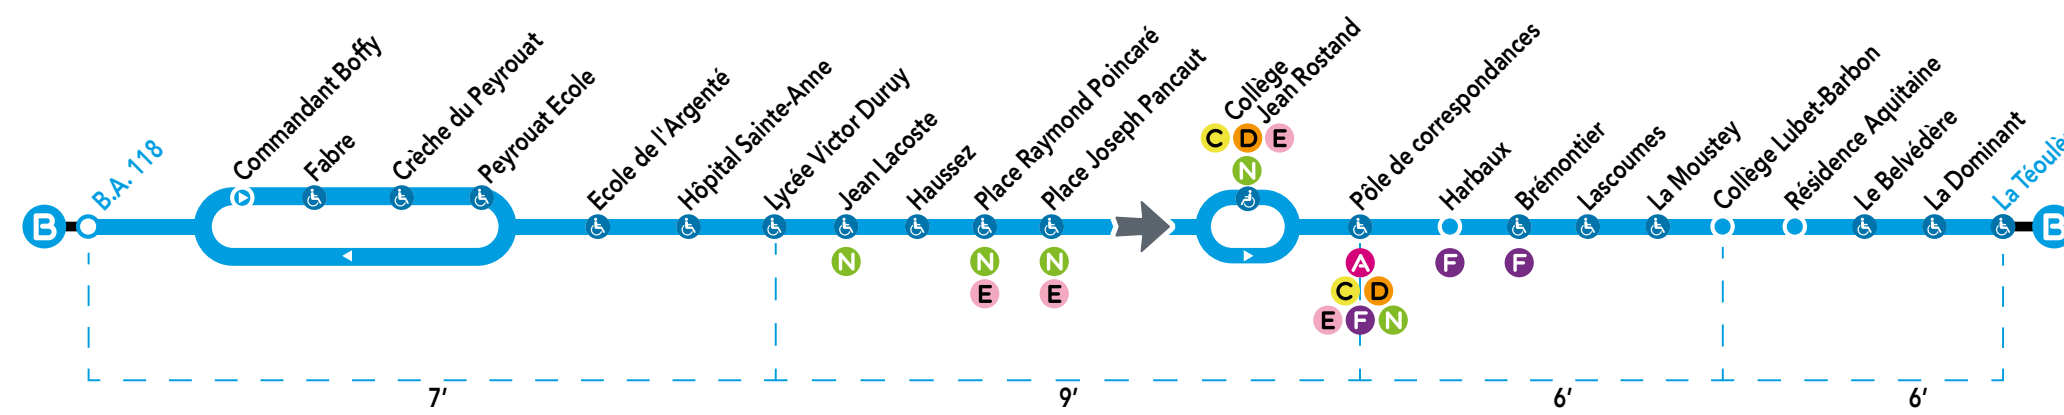 B.A. 118
Commandant Boffy
Fabre
Crèche du Peyrouat
Peyrouat Ecole
Ecole de l'Argenté
Hôpital Sainte-Anne
Lycée Victor Duruy
Jean Lacoste
Haussez
Place Raymond Poincaré
Place Joseph Pancaut
Collège
Jean Rostand
Pôle de correspondances
Harbaux
Brémontier
Lascoumes
La Moustey
Collège Lubet-Barbon
Résidence Aquitaine
Le Belvédère
La Dominant
La
C D E
N
B
B
N
N
E
N
E
A
C D
E F N
F
F
7’
9’
6’
6’